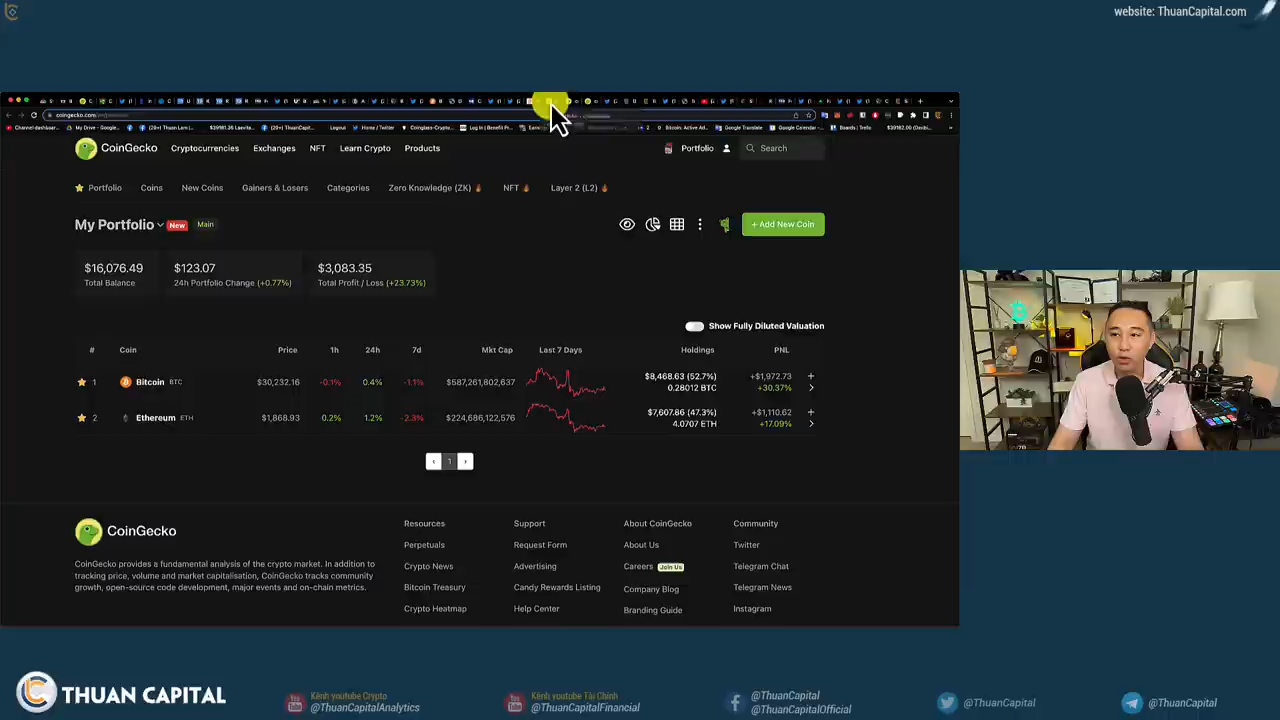 website: ThuanCapital.com
coingecko.com
CoinGecko Cryptocurrencies Exchanges NFT Learn Crypto Products Portfolio Search
Portfolio Coins New Coins Gainers & Losers Categories Zero Knowledge (ZK) NFT Layer 2 (L2)
My Portfolio New Main + Add New Coin
$16,076.49 $123.07 $3,083.35
Total Balance 24h Portfolio Change (+0.77%) Total Profit / Loss (+23.73%)
Show Fully Diluted Valuation
# Coin Price 1h 24h 7d Mkt Cap Last 7 Days Holdings PNL
1 Bitcoin BTC $30,232.16 -0.1% 0.4% -1.1% $587,261,802,637 $8,468.63 (52.7%) +$1,972.73
0.28012 BTC +30.37%
2 Ethereum ETH $1,868.93 0.2% 1.2% -2.3% $224,686,122,576 $7,607.86 (47.3%) +$1,110.62
4.0707 ETH +17.09%
1
CoinGecko
CoinGecko provides a fundamental analysis of the crypto market. In addition to
tracking price, volume and market capitalisation, CoinGecko tracks community
growth, open-source code development, major events and on-chain metrics.
Resources Support About CoinGecko Community
Perpetuals Request Form About Us Twitter
Crypto News Advertising Careers Join Us Telegram Chat
Bitcoin Treasury Candy Rewards Listing Company Blog Telegram News
Crypto Heatmap Help Center Branding Guide Instagram
THUAN CAPITAL
Kênh youtube Crypto
@ThuanCapitalAnalytics
Kênh youtube Tài Chính
@ThuanCapitalFinancial
@ThuanCapital
@ThuanCapitalOfficial
@ThuanCapital
@ThuanCapital